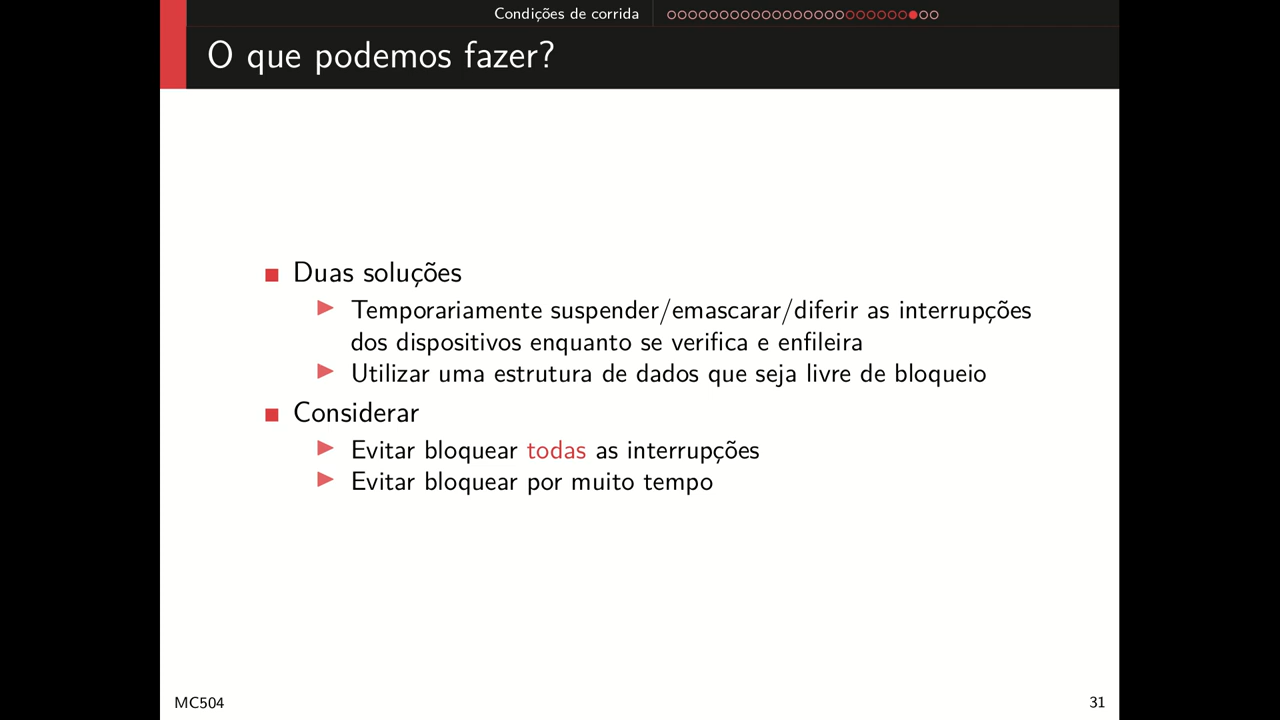 Condições de corrida
O que podemos fazer?
Duas soluções
Temporariamente suspender/emascarar/diferir as interrupções
dos dispositivos enquanto se verifica e enfileira
Utilizar uma estrutura de dados que seja livre de bloqueio
Considerar
Evitar bloquear todas as interrupções
Evitar bloquear por muito tempo
MC504
31